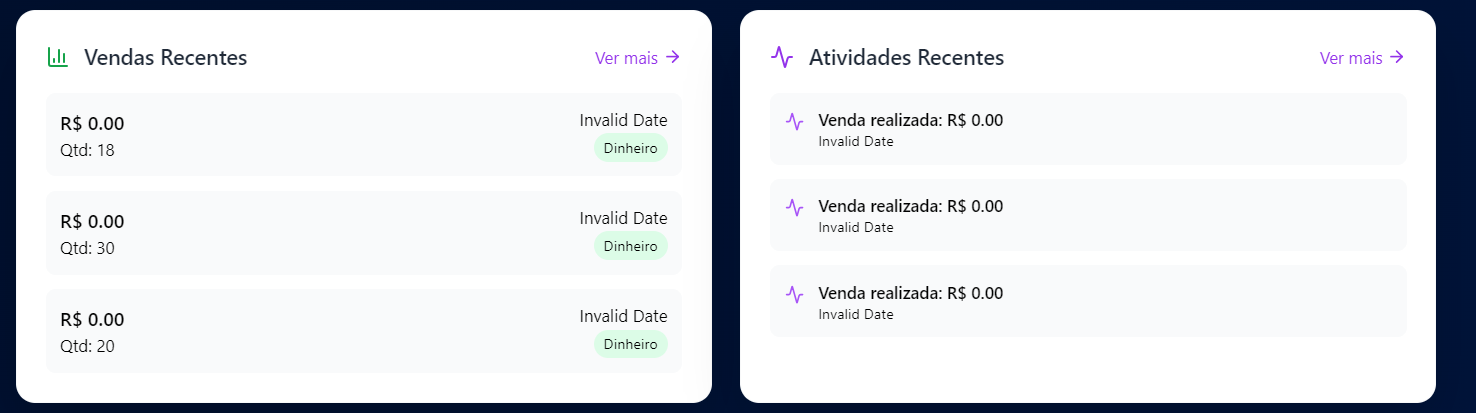 Vendas Recentes
Ver mais
R$ 0.00
Invalid Date
Qtd: 18
Dinheiro
R$ 0.00
Invalid Date
Qtd: 30
Dinheiro
R$ 0.00
Invalid Date
Qtd: 20
Dinheiro
Atividades Recentes
Ver mais
Venda realizada: R$ 0.00
Invalid Date
Venda realizada: R$ 0.00
Invalid Date
Venda realizada: R$ 0.00
Invalid Date